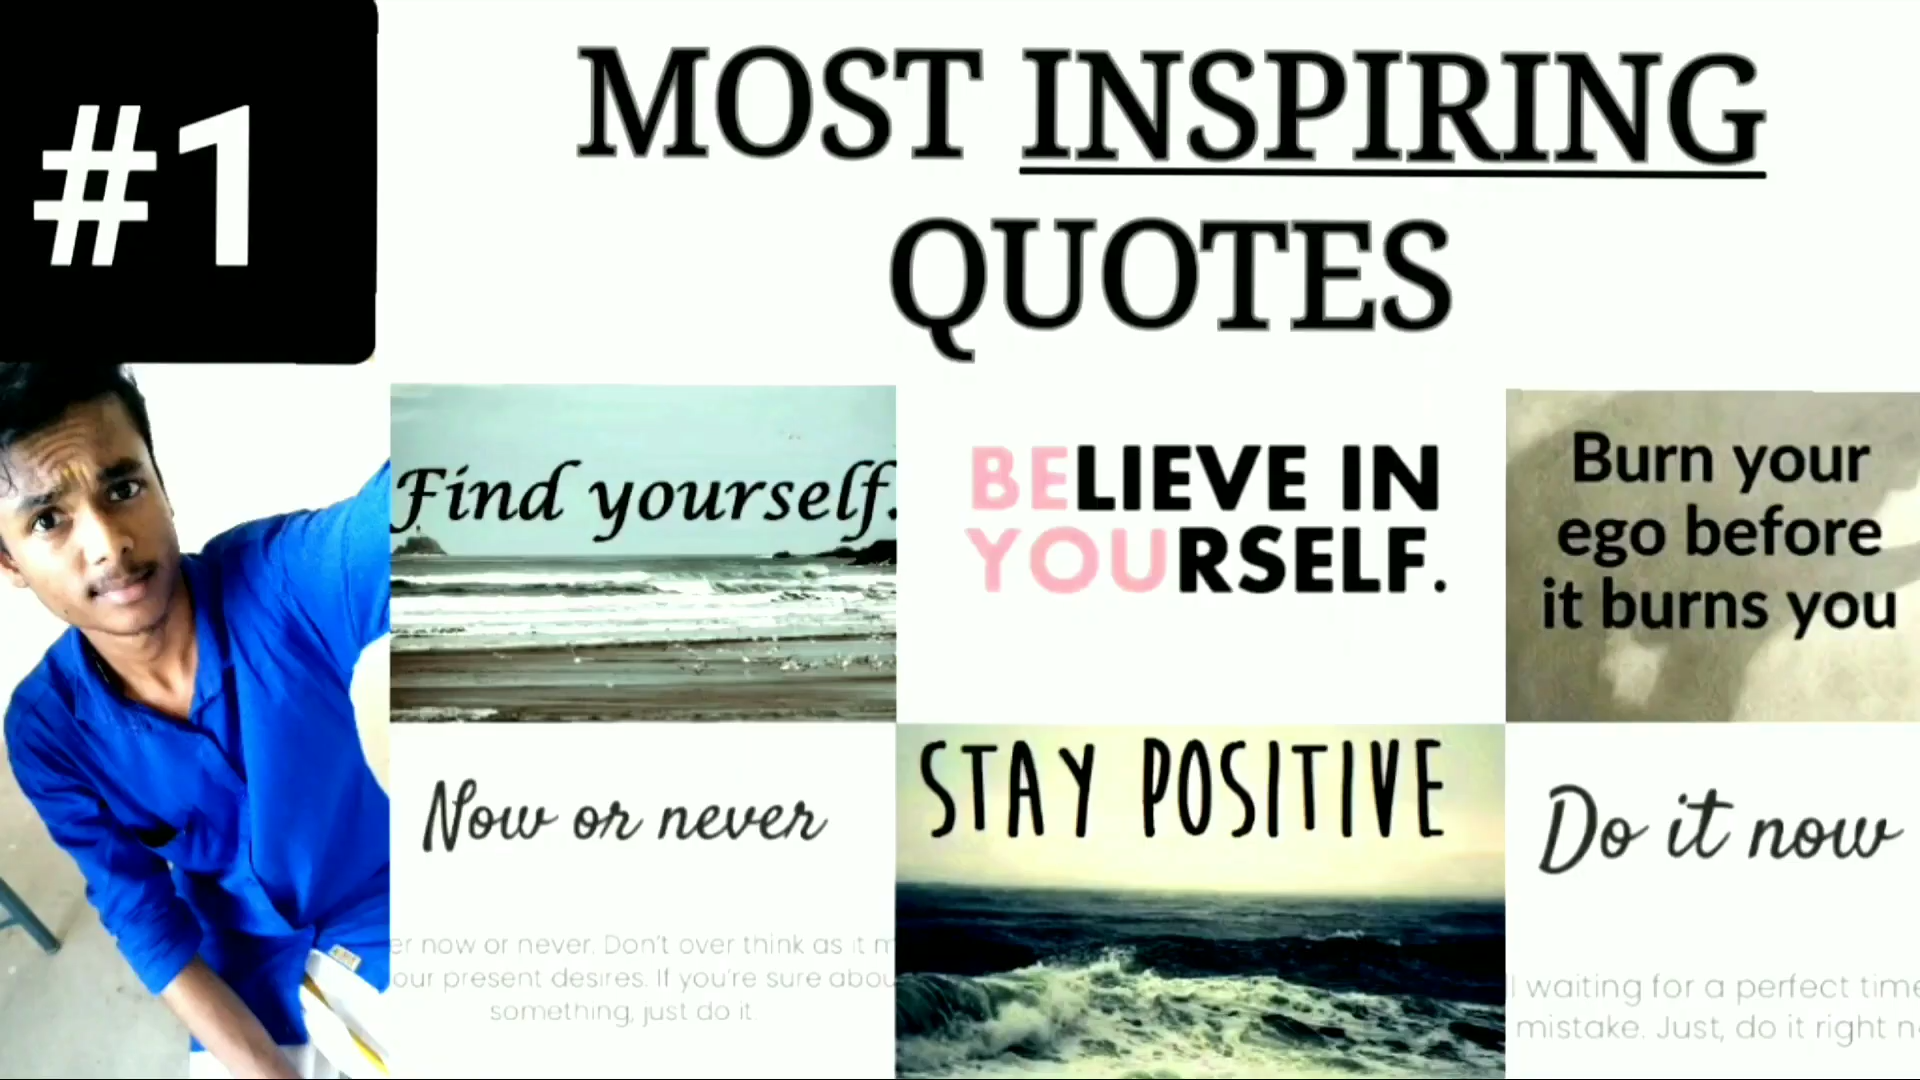 #1
MOST INSPIRING
QUOTES
Find yourself.
BELIEVE IN
YOURSELF.
Burn your
ego before
it burns you
Now or never
now or never. Don't over think as it
present desires. If you're sure
something, just do it.
STAY POSITIVE
Do it now
waiting for a perfect time
mistake. Just, do it right